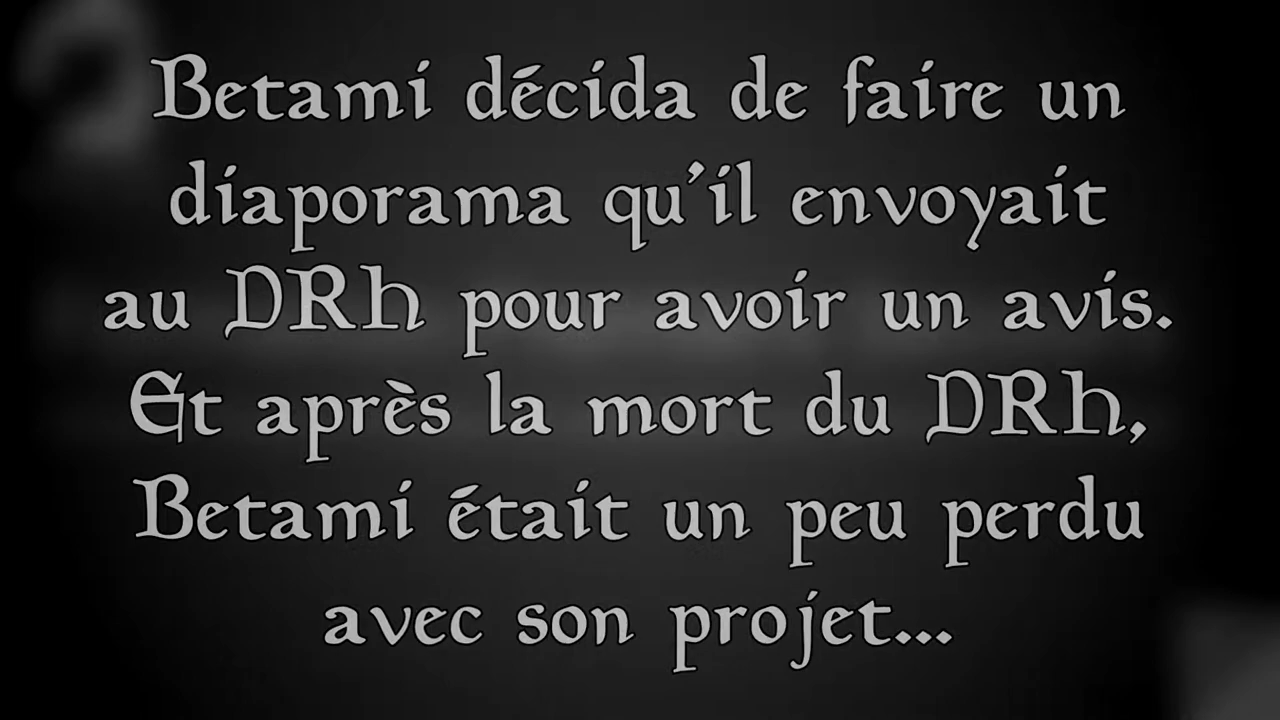 Betami décida de faire un
diaporama qu'il envoyait
au DRH pour avoir un avis.
Et après la mort du DRH,
Betami était un peu perdu
avec son projet...